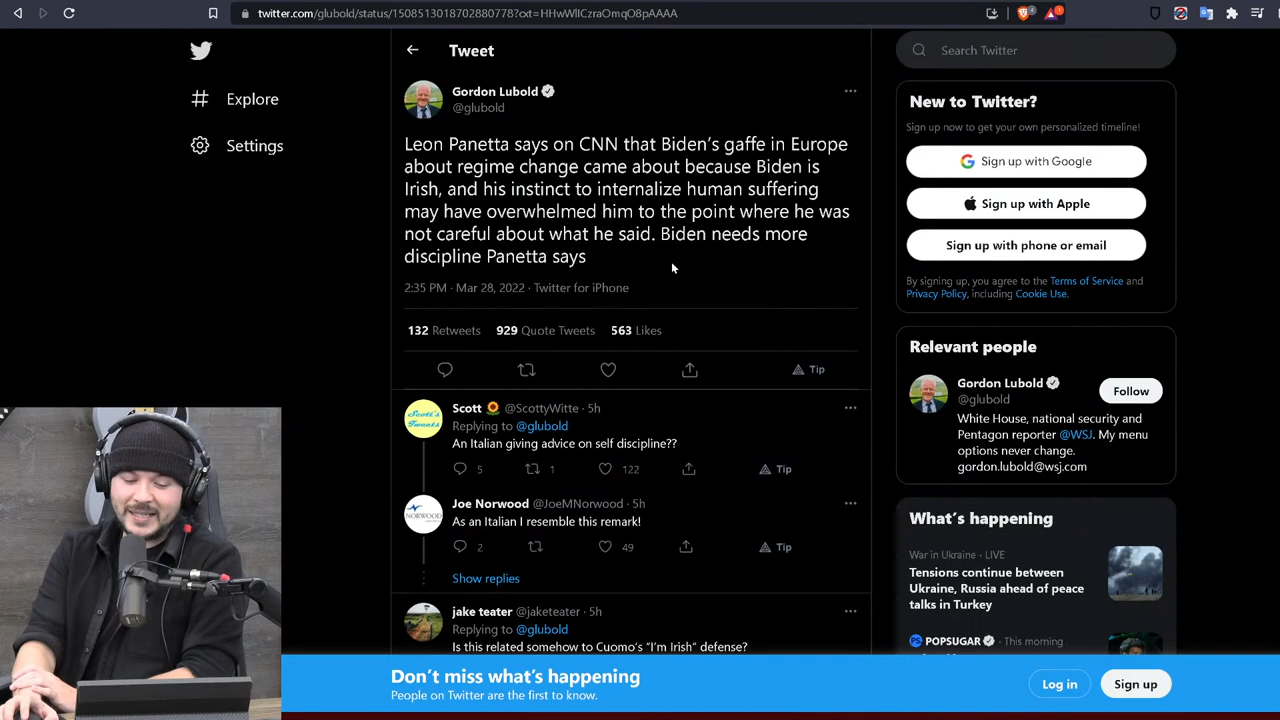 twitter.com/glubold/status/1508513018702880778?cxt=HHwWlICzraOmqO8pAAAA
4
1
Tweet
Search Twitter
Explore
Settings
Gordon Lubold
@glubold
Leon Panetta says on CNN that Biden's gaffe in Europe
about regime change came about because Biden is
Irish, and his instinct to internalize human suffering
may have overwhelmed him to the point where he was
not careful about what he said. Biden needs more
discipline Panetta says
2:35 PM · Mar 28, 2022 · Twitter for iPhone
132 Retweets 929 Quote Tweets 563 Likes
Tip
Scott @ScottyWitte · 5h
Replying to @glubold
An Italian giving advice on self discipline??
5 1 122 Tip
Joe Norwood @JoeMNorwood · 5h
As an Italian I resemble this remark!
2 49 Tip
Show replies
jake teater @jaketeater · 5h
Replying to @glubold
Is this related somehow to Cuomo's "I'm Irish" defense?
New to Twitter?
Sign up now to get your own personalized timeline!
Sign up with Google
Sign up with Apple
Sign up with phone or email
By signing up, you agree to the Terms of Service and
Privacy Policy, including Cookie Use.
Relevant people
Gordon Lubold
@glubold
Follow
White House, national security and
Pentagon reporter @WSJ. My menu
options never change.
gordon.lubold@wsj.com
What's happening
War in Ukraine · LIVE
Tensions continue between
Ukraine, Russia ahead of peace
talks in Turkey
POPSUGAR · This morning
Don't miss what's happening
People on Twitter are the first to know.
Log in
Sign up